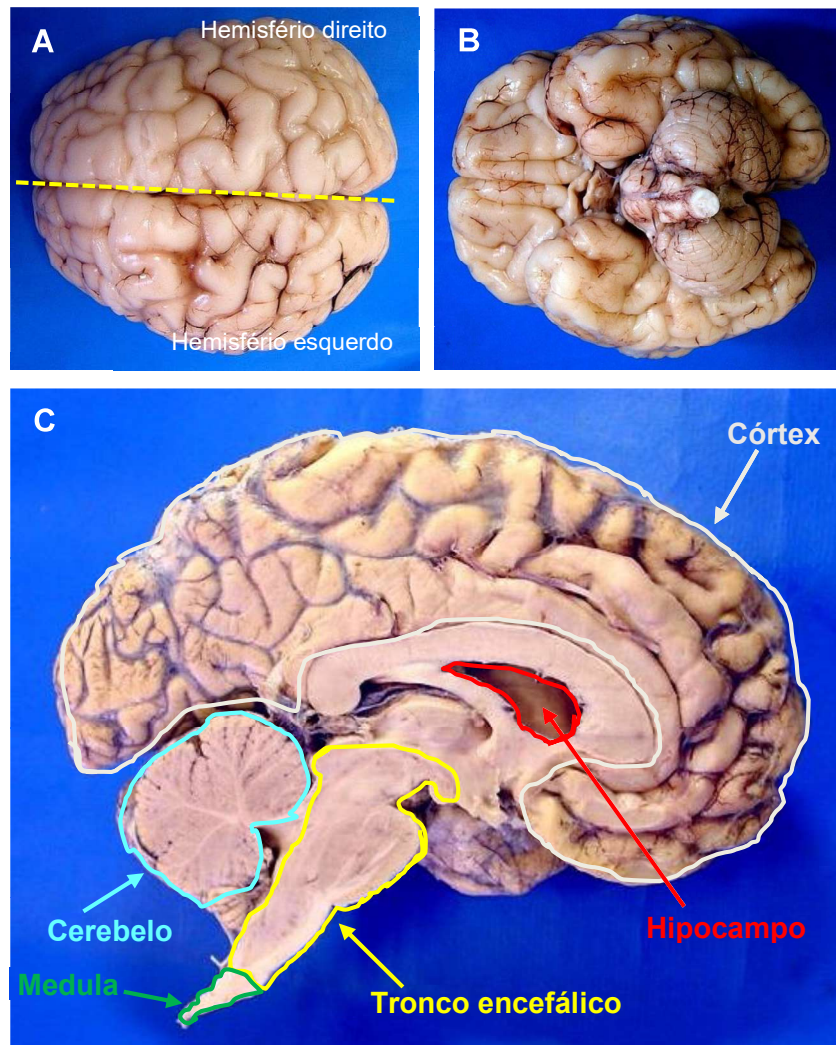 A
Hemisfério direito
Hemisfério esquerdo
B
C
Córtex
Cerebelo
Hipocampo
Medula
Tronco encefálico